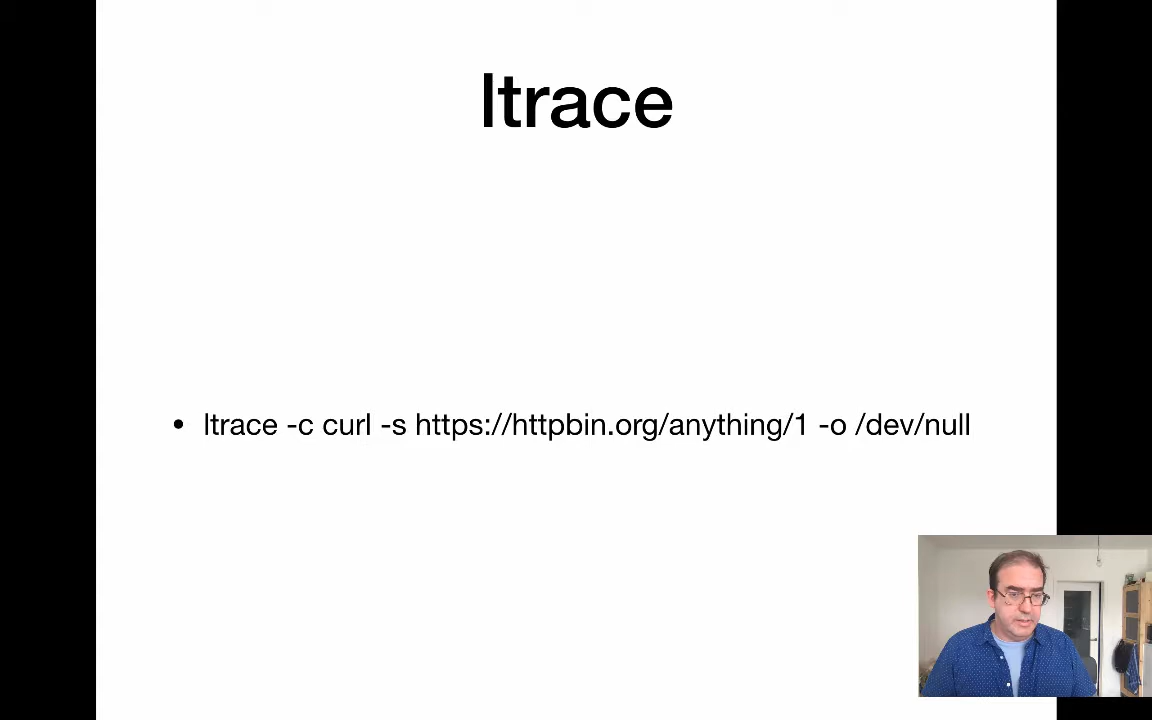 ltrace
• ltrace -c curl -s https://httpbin.org/anything/1 -o /dev/null